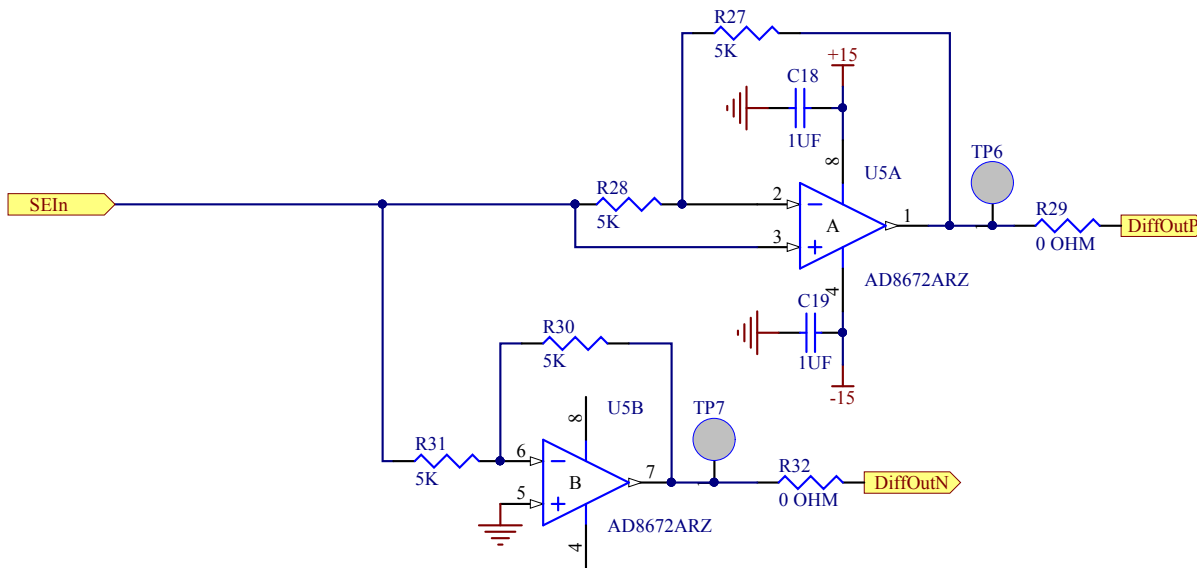 R27
5K
+15
C18
1UF
8
U5A
TP6
SEIn
R28
5K
2
3
A
1
R29
0 OHM
DiffOutP
4
AD8672ARZ
C19
1UF
-15
R30
5K
8
U5B
TP7
R31
5K
6
5
B
7
R32
0 OHM
DiffOutN
4
AD8672ARZ